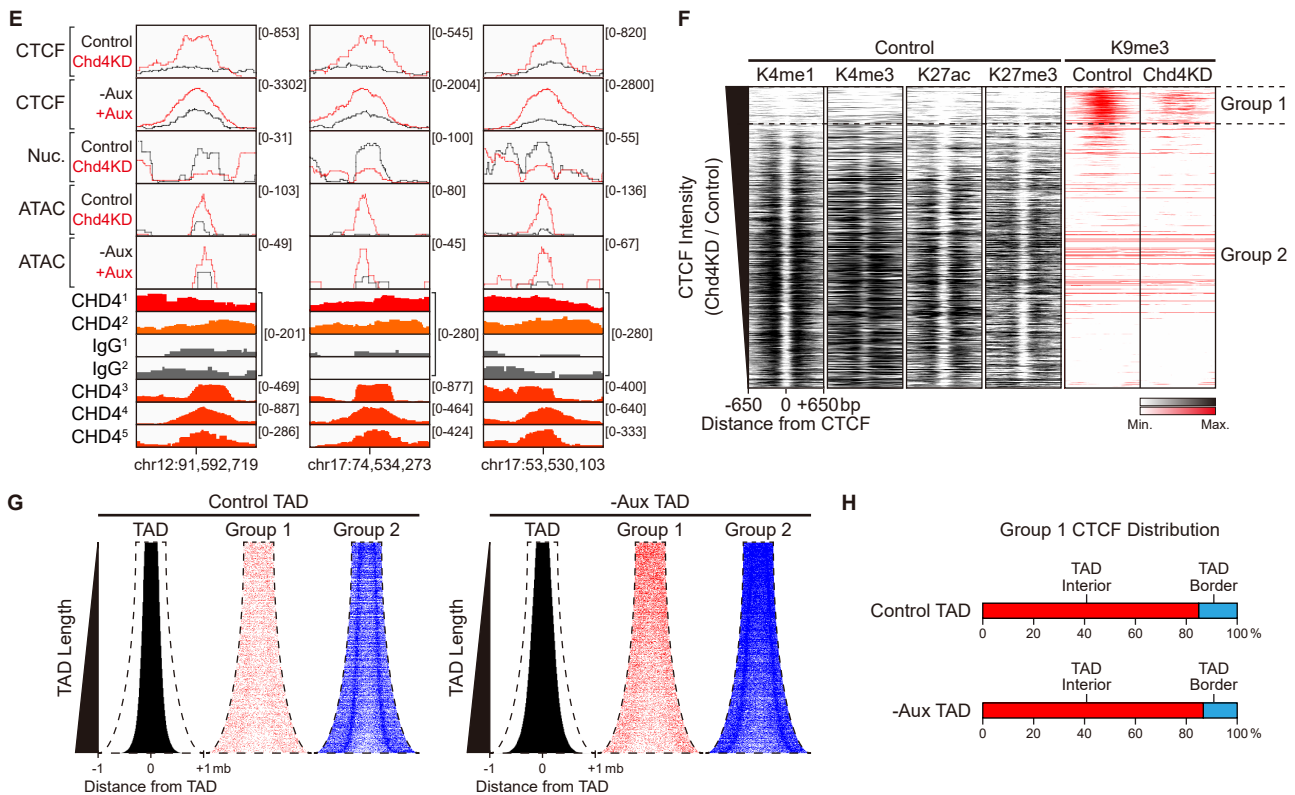 E
CTCF
Control
Chd4KD
[0-853]
[0-545]
[0-820]
CTCF
-Aux
+Aux
[0-3302]
[0-2004]
[0-2800]
Nuc.
Control
Chd4KD
[0-31]
[0-100]
[0-55]
ATAC
Control
Chd4KD
[0-103]
[0-80]
[0-136]
ATAC
-Aux
+Aux
[0-49]
[0-45]
[0-67]
CHD4¹
CHD4²
IgG¹
IgG²
[0-201]
[0-280]
[0-280]
CHD4³
[0-469]
[0-877]
[0-400]
CHD4⁴
[0-887]
[0-464]
[0-640]
CHD4⁵
[0-286]
[0-424]
[0-333]
chr12:91,592,719
chr17:74,534,273
chr17:53,530,103
F
Control
K9me3
K4me1
K4me3
K27ac
K27me3
Control
Chd4KD
Group 1
Group 2
CTCF Intensity
(Chd4KD / Control)
-650 0 +650 bp
Distance from CTCF
Min. Max.
G
Control TAD
TAD
Group 1
Group 2
TAD Length
-1 0 +1 mb
Distance from TAD
-Aux TAD
TAD
Group 1
Group 2
TAD Length
-1 0 +1 mb
Distance from TAD
H
Group 1 CTCF Distribution
TAD
Interior
TAD
Border
Control TAD
0 20 40 60 80 100 %
TAD
Interior
TAD
Border
-Aux TAD
0 20 40 60 80 100 %